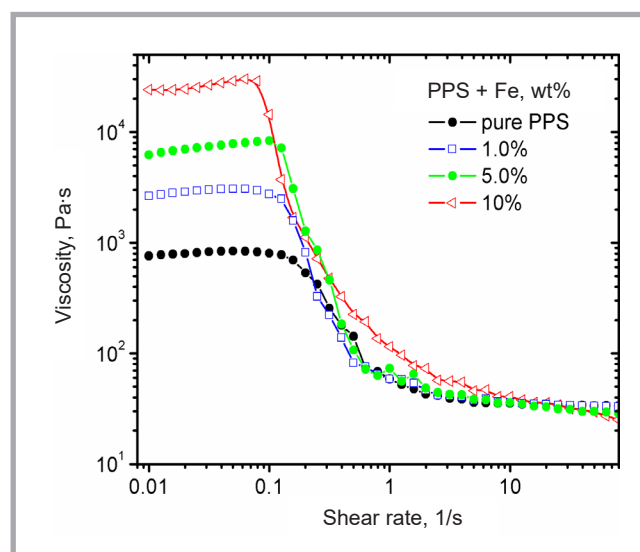 PPS + Fe, wt%
pure PPS
1.0%
5.0%
10%
10⁴
10³
10²
10¹
Viscosity, Pa·s
0.01
0.1
1
10
Shear rate, 1/s